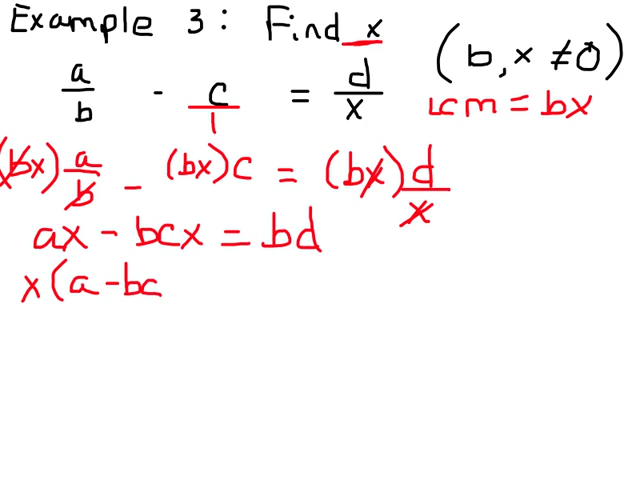 Example 3: Find x
a/b - c/1 = d/x (b, x ≠ 0)
LCM = bx
(bx) a/b - (bx)c = (bx) d/x
ax - bcx = bd
x(a - bc